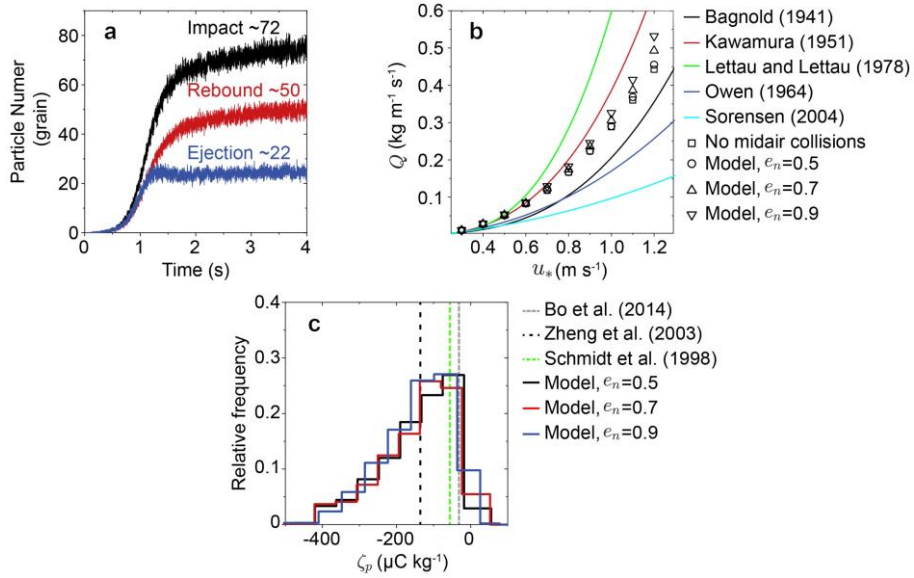 a
Impact ~72
Rebound ~50
Ejection ~22
Particle Numer
(grain)
80
60
40
20
0
0
1
2
3
4
Time (s)
b
Q (kg m⁻¹ s⁻¹)
0.6
0.5
0.4
0.3
0.2
0.1
0.4
0.6
0.8
1.0
1.2
u* (m s⁻¹)
Bagnold (1941)
Kawamura (1951)
Lettau and Lettau (1978)
Owen (1964)
Sorensen (2004)
No midair collisions
Model, eₙ=0.5
Model, eₙ=0.7
Model, eₙ=0.9
c
Relative frequency
0.4
0.3
0.2
0.1
0
-400
-200
0
ζₚ (µC kg⁻¹)
Bo et al. (2014)
Zheng et al. (2003)
Schmidt et al. (1998)
Model, eₙ=0.5
Model, eₙ=0.7
Model, eₙ=0.9